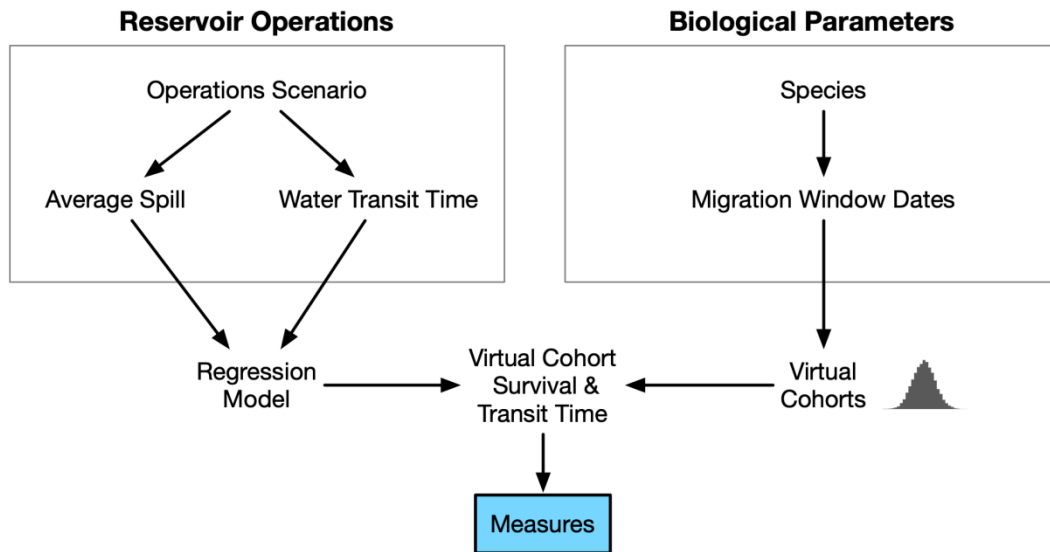 Reservoir Operations
Biological Parameters
Operations Scenario
Species
Average Spill
Water Transit Time
Migration Window Dates
Regression
Model
Virtual Cohort
Survival &
Transit Time
Virtual
Cohorts
Measures